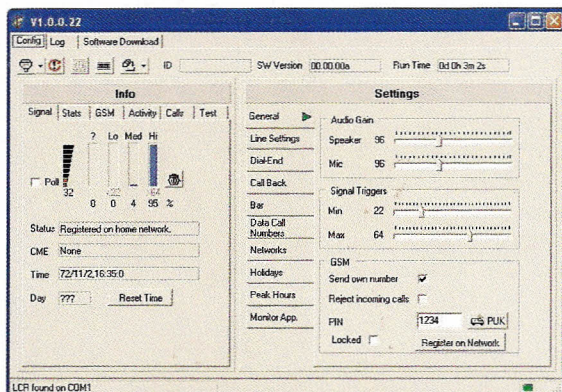 V1.0.0.22
Config Log Software Download
ID SW Version 00.00.00a Run Time 0d 0h 3m 2s
Info
Signal Stats GSM Activity Calls Test
? Lo Med Hi
Poll
32 <22 >64
0 0 4 95 %
Status Registered on home network.
CME None
Time 72/11/2,16:35:0
Day ??? Reset Time
Settings
General
Line Settings
Dial-End
Call Back
Bar
Data Call Numbers
Networks
Holidays
Peak Hours
Monitor App.
Audio Gain
Speaker 96
Mic 96
Signal Triggers
Min 22
Max 64
GSM
Send own number
Reject incoming calls
PIN 1234 PUK
Locked Register on Network
LCR found on COM1